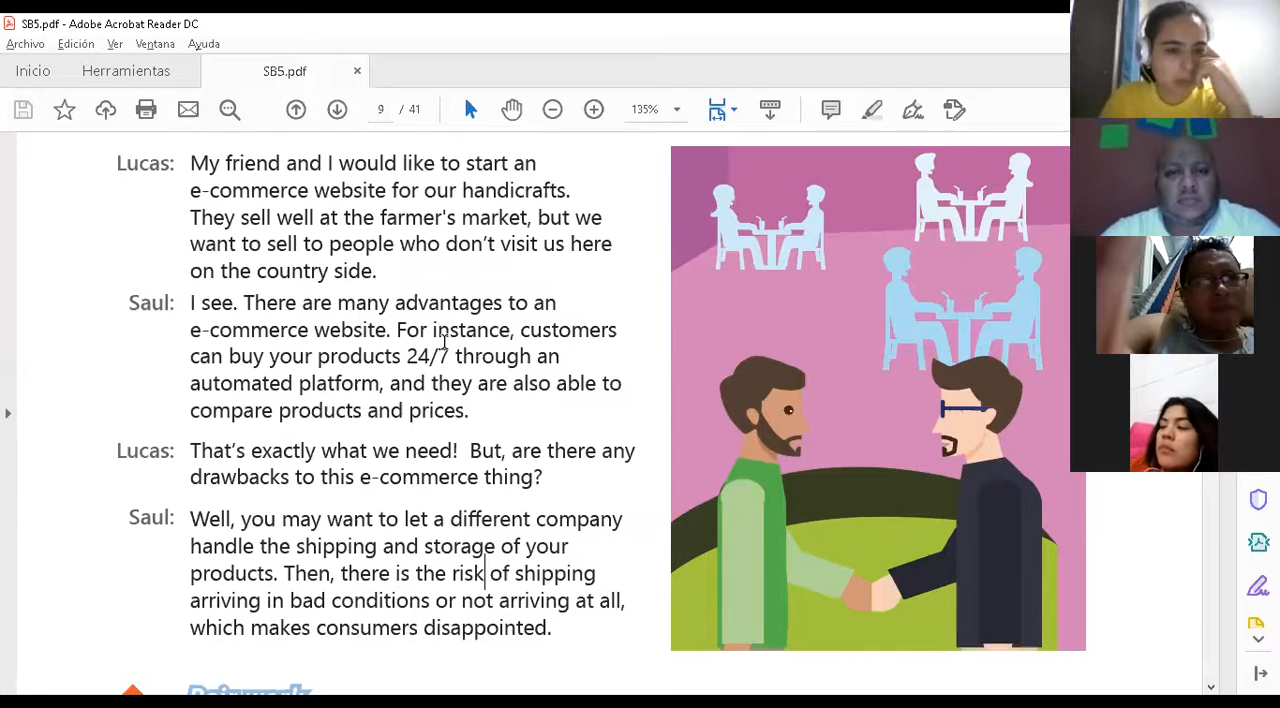 SB5.pdf - Adobe Acrobat Reader DC
Archivo Edición Ver Ventana Ayuda
Inicio Herramientas SB5.pdf ×
9 / 41 135%
Lucas: My friend and I would like to start an
e-commerce website for our handicrafts.
They sell well at the farmer's market, but we
want to sell to people who don't visit us here
on the country side.
Saul: I see. There are many advantages to an
e-commerce website. For instance, customers
can buy your products 24/7 through an
automated platform, and they are also able to
compare products and prices.
Lucas: That's exactly what we need! But, are there any
drawbacks to this e-commerce thing?
Saul: Well, you may want to let a different company
handle the shipping and storage of your
products. Then, there is the risk of shipping
arriving in bad conditions or not arriving at all,
which makes consumers disappointed.
Pair work